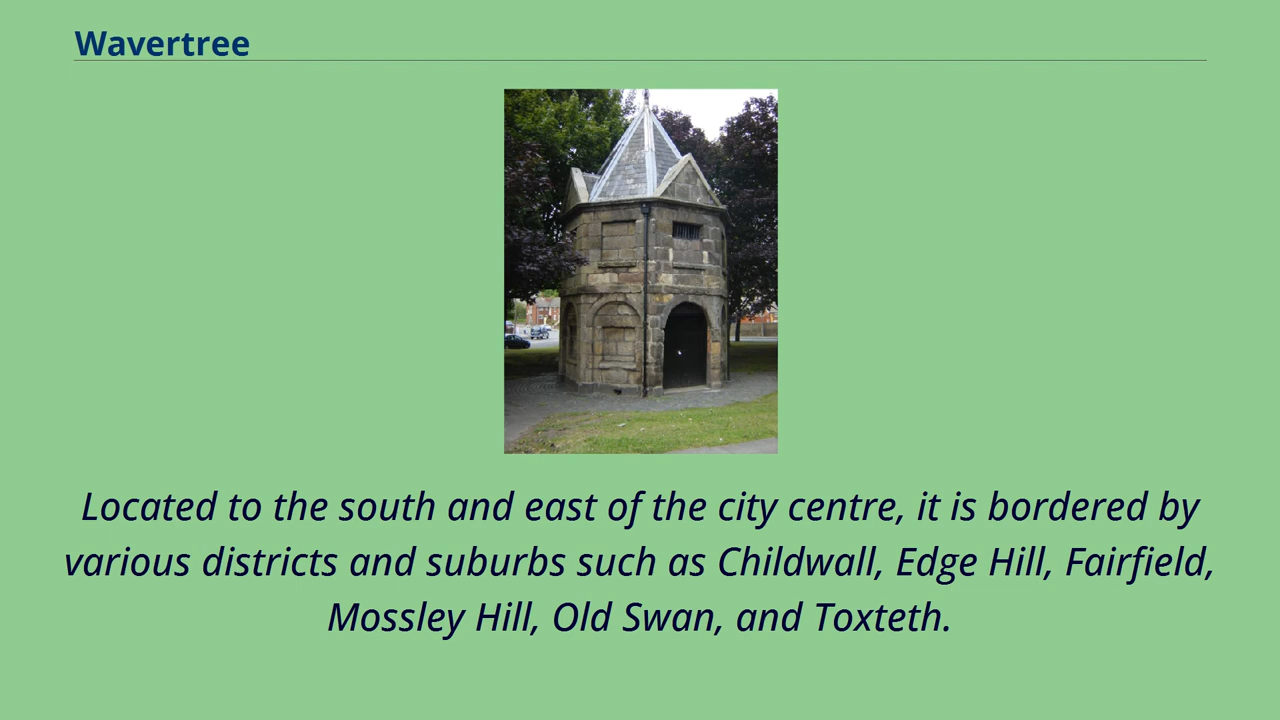 Wavertree
Located to the south and east of the city centre, it is bordered by
various districts and suburbs such as Childwall, Edge Hill, Fairfield,
Mossley Hill, Old Swan, and Toxteth.